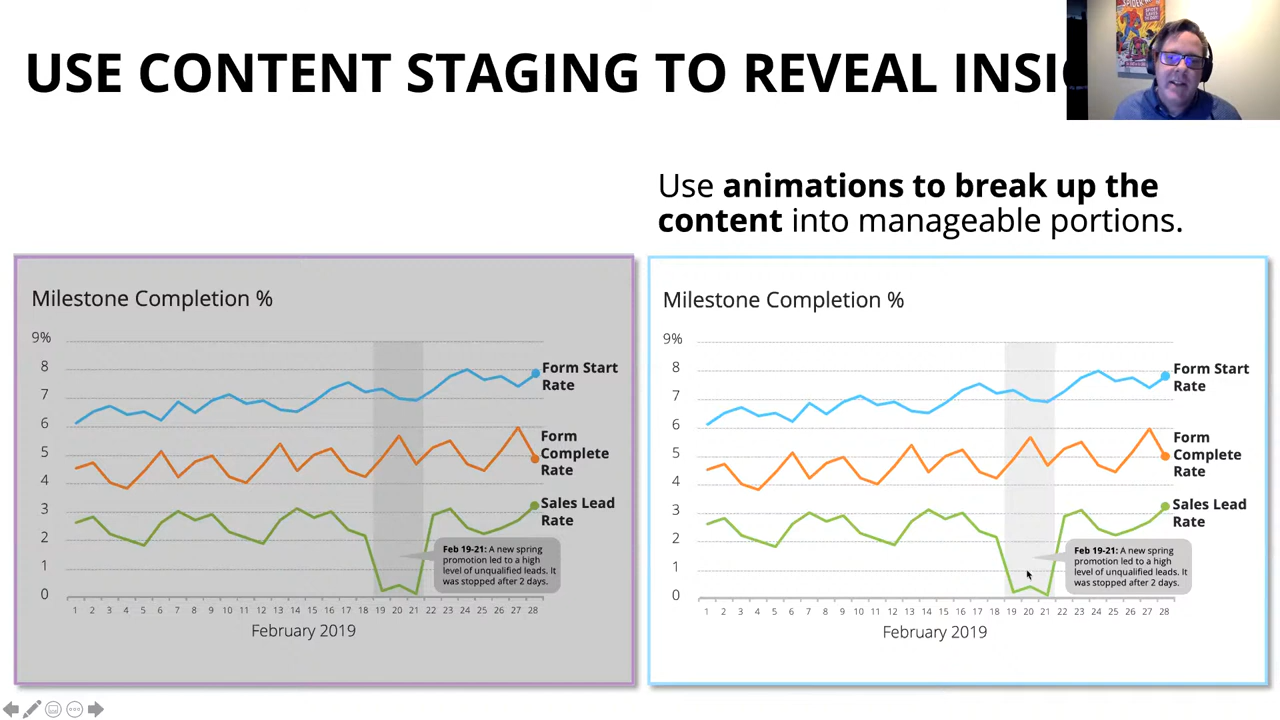 USE CONTENT STAGING TO REVEAL
Use animations to break up the
content into manageable portions.
Milestone Completion %
9%
8
7
6
5
4
3
2
1
0
Form Start
Rate
Form
Complete
Rate
Sales Lead
Rate
Feb 19-21: A new spring
promotion led to a high
level of unqualified leads. It
was stopped after 2 days.
1 2 3 4 5 6 7 8 9 10 11 12 13 14 15 16 17 18 19 20 21 22 23 24 25 26 27 28
February 2019
Milestone Completion %
9%
8
7
6
5
4
3
2
1
0
Form Start
Rate
Form
Complete
Rate
Sales Lead
Rate
Feb 19-21: A new spring
promotion led to a high
level of unqualified leads. It
was stopped after 2 days.
1 2 3 4 5 6 7 8 9 10 11 12 13 14 15 16 17 18 19 20 21 22 23 24 25 26 27 28
February 2019